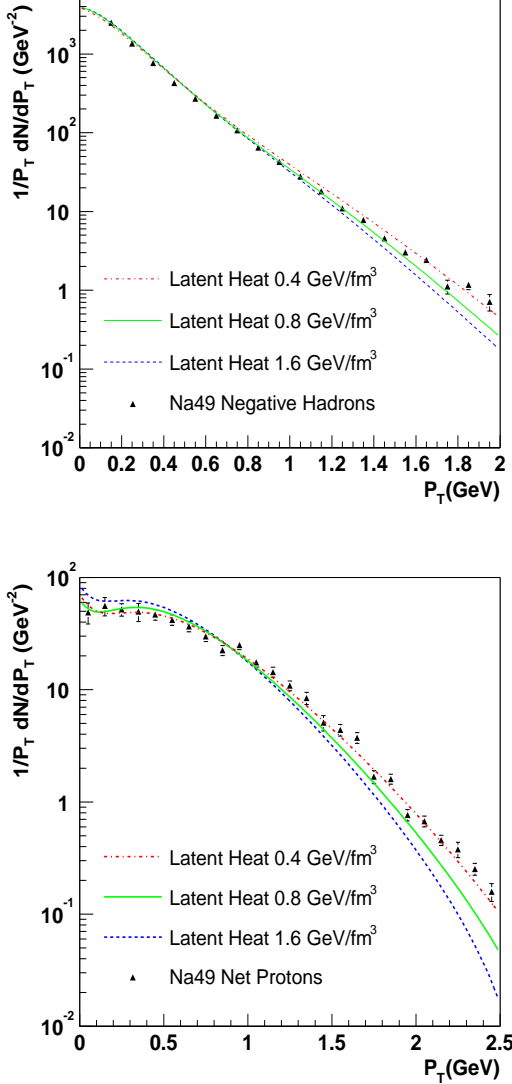 1/P_T dN/dP_T (GeV^-2)
10^3
10^2
10
1
10^-1
10^-2
Latent Heat 0.4 GeV/fm^3
Latent Heat 0.8 GeV/fm^3
Latent Heat 1.6 GeV/fm^3
Na49 Negative Hadrons
0 0.2 0.4 0.6 0.8 1 1.2 1.4 1.6 1.8 2
P_T(GeV)
1/P_T dN/dP_T (GeV^-2)
10^2
10
1
10^-1
10^-2
Latent Heat 0.4 GeV/fm^3
Latent Heat 0.8 GeV/fm^3
Latent Heat 1.6 GeV/fm^3
Na49 Net Protons
0 0.5 1 1.5 2 2.5
P_T(GeV)